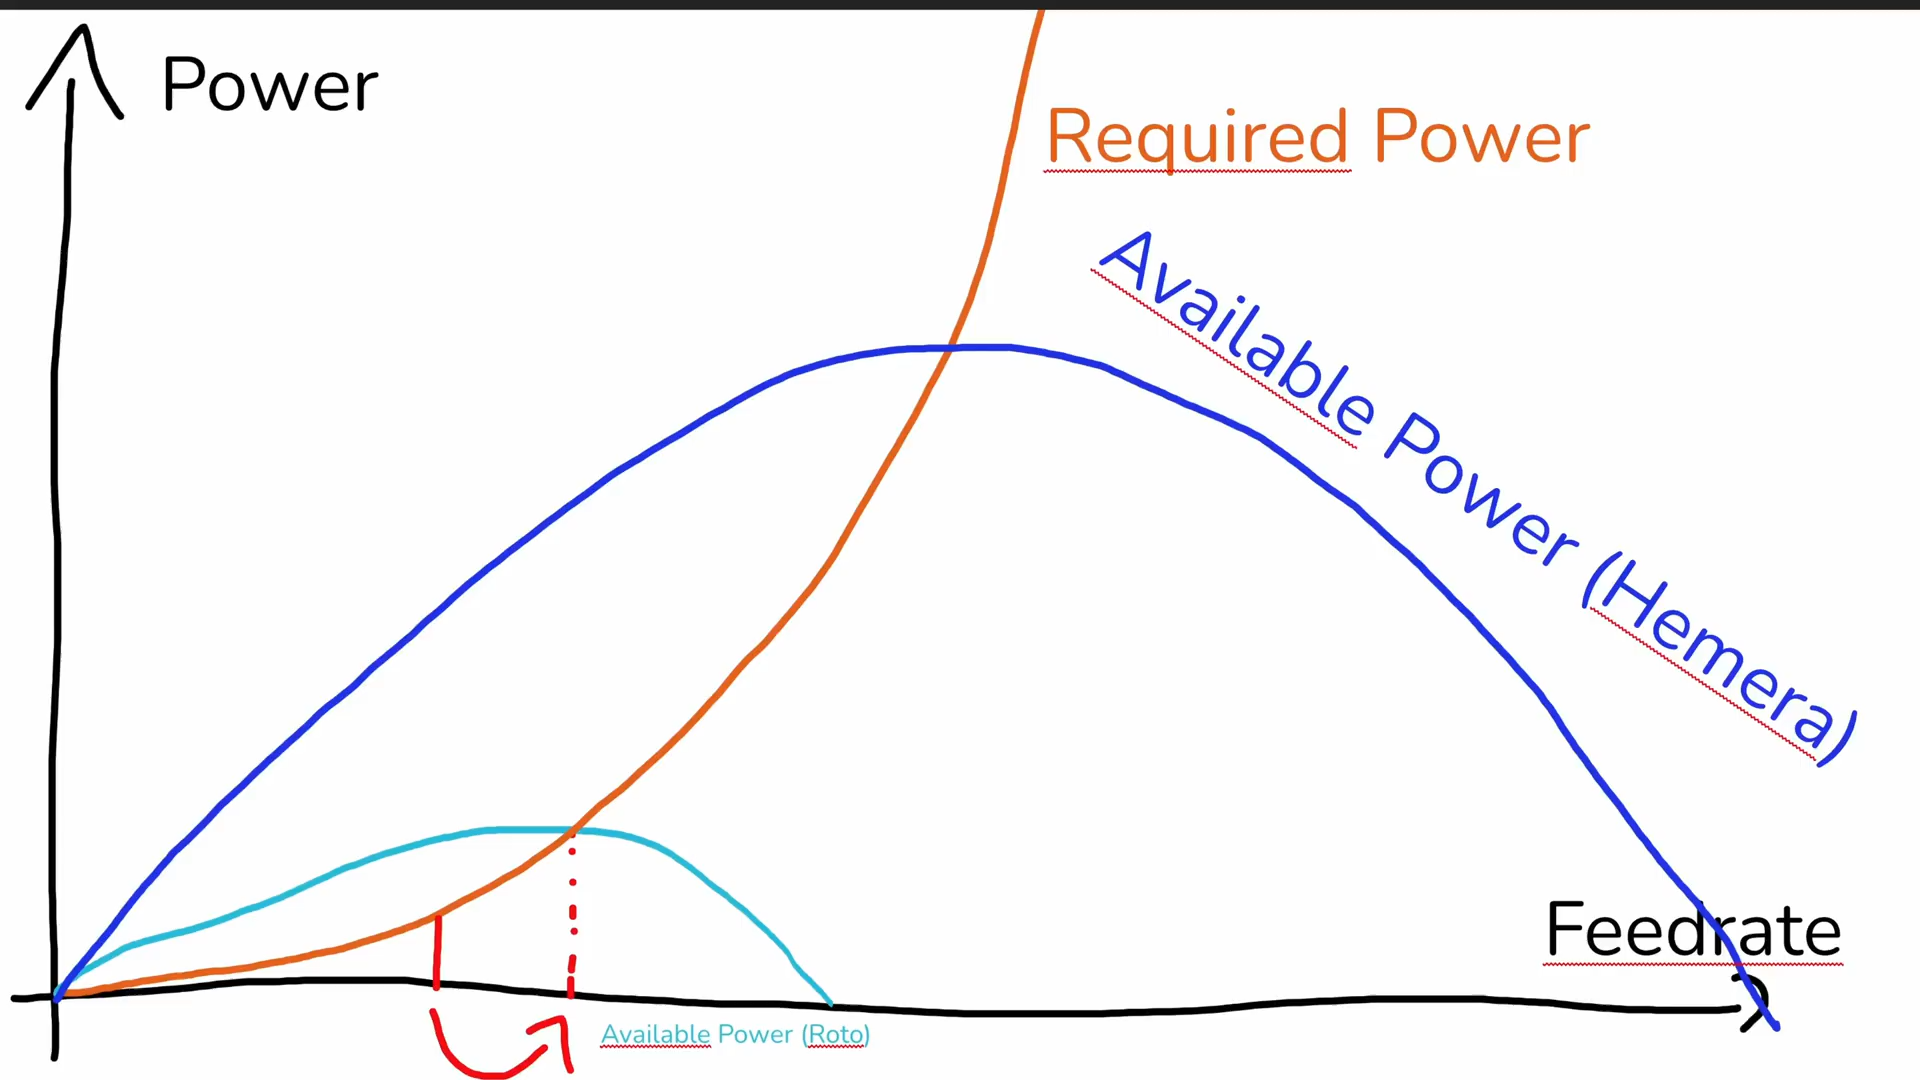 Power
Required Power
Available Power (Hemera)
Feedrate
Available Power (Roto)